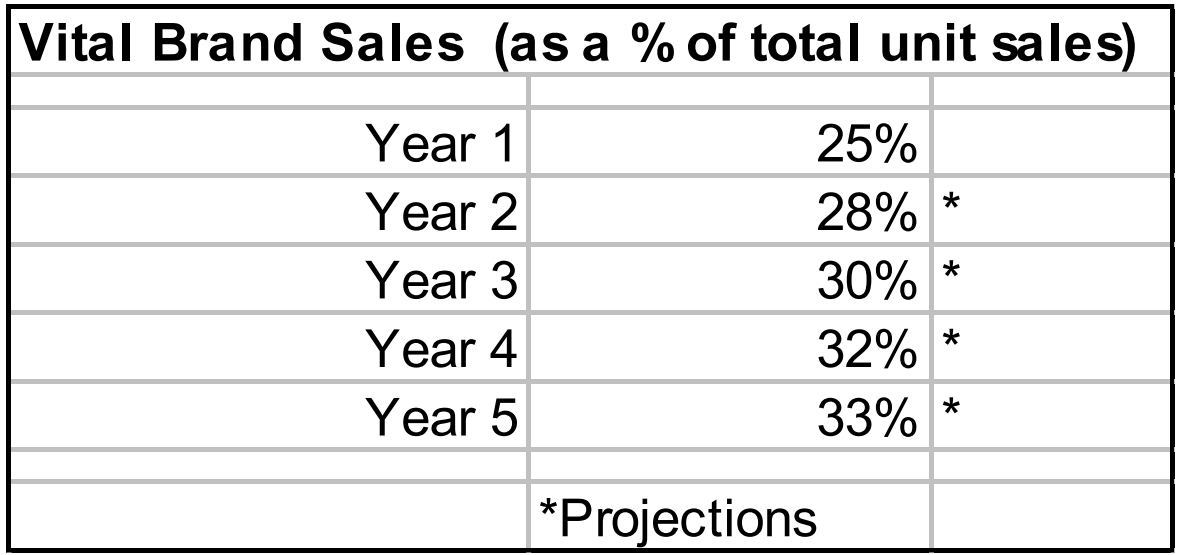 Vital Brand Sales (as a % of total unit sales)
Year 1 25%
Year 2 28% *
Year 3 30% *
Year 4 32% *
Year 5 33% *
*Projections